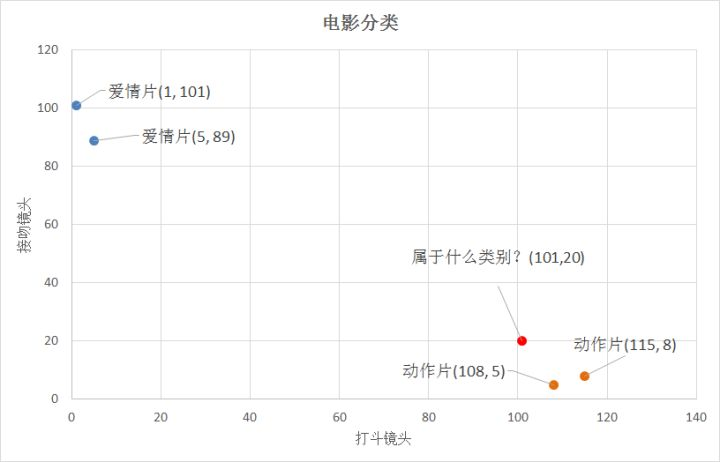 电影分类
120
100
80
60
40
20
0
接吻镜头
爱情片(1, 101)
爱情片(5, 89)
属于什么类别？(101,20)
动作片(115, 8)
动作片(108, 5)
0 20 40 60 80 100 120 140
打斗镜头